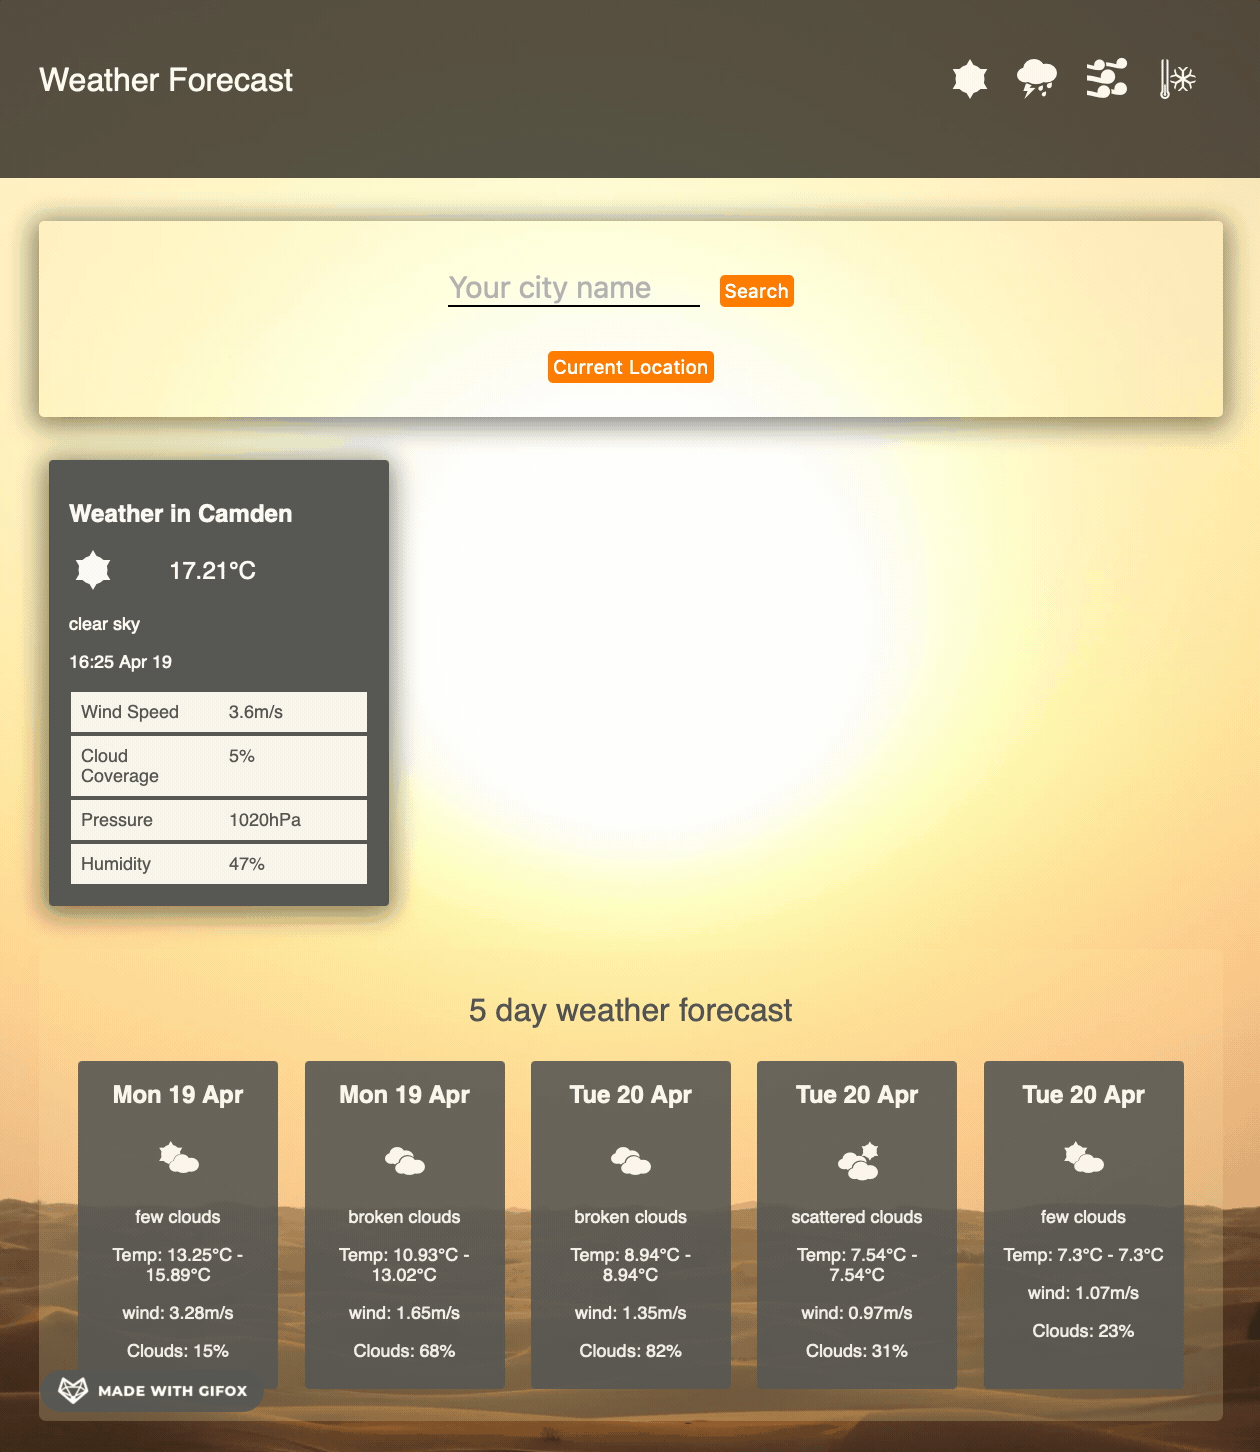 Weather Forecast
Your city name
Search
Current Location
Weather in Camden
17.21°C
clear sky
16:25 Apr 19
Wind Speed 3.6m/s
Cloud 5%
Coverage
Pressure 1020hPa
Humidity 47%
5 day weather forecast
Mon 19 Apr
few clouds
Temp: 13.25°C -
15.89°C
wind: 3.28m/s
Clouds: 15%
Mon 19 Apr
broken clouds
Temp: 10.93°C -
13.02°C
wind: 1.65m/s
Clouds: 68%
Tue 20 Apr
broken clouds
Temp: 8.94°C -
8.94°C
wind: 1.35m/s
Clouds: 82%
Tue 20 Apr
scattered clouds
Temp: 7.54°C -
7.54°C
wind: 0.97m/s
Clouds: 31%
Tue 20 Apr
few clouds
Temp: 7.3°C - 7.3°C
wind: 1.07m/s
Clouds: 23%
MADE WITH GIFOX